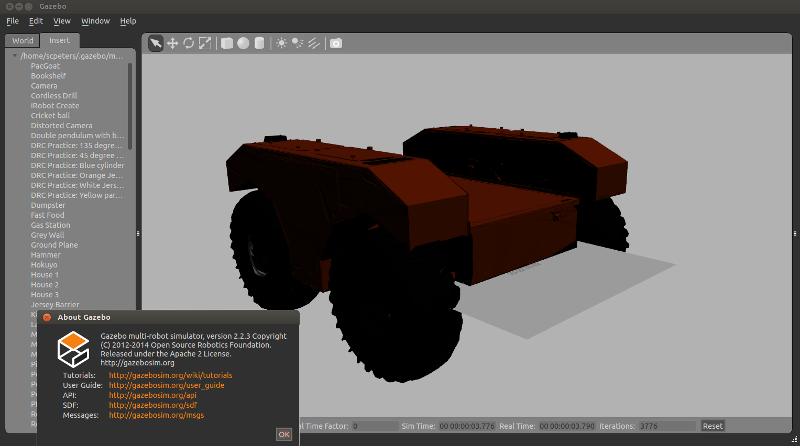 Gazebo
File Edit View Window Help
World Insert
/home/scpeters/.gazebo/m...
PacGoat
Bookshelf
Camera
Cordless Drill
iRobot Create
Cricket ball
Distorted Camera
Double pendulum with b...
DRC Practice: 135 degree ...
DRC Practice: 45 degree ...
DRC Practice: Blue cylinder
DRC Practice: Orange Je...
DRC Practice: White Jers...
DRC Practice: Yellow par...
Dumpster
Fast Food
Gas Station
Grey Wall
Ground Plane
Hammer
Hokuyo
House 1
House 2
House 3
Jersey Barrier
About Gazebo
Gazebo multi-robot simulator, version 2.2.3 Copyright
(C) 2012-2014 Open Source Robotics Foundation.
Released under the Apache 2 License.
http://gazebosim.org
Tutorials: http://gazebosim.org/wiki/tutorials
User Guide: http://gazebosim.org/user_guide
API: http://gazebosim.org/api
SDF: http://gazebosim.org/sdf
Messages: http://gazebosim.org/msgs
OK
Time Factor: 0 Sim Time: 00 00:00:03.776 Real Time: 00 00:00:03.790 Iterations: 3776 Reset